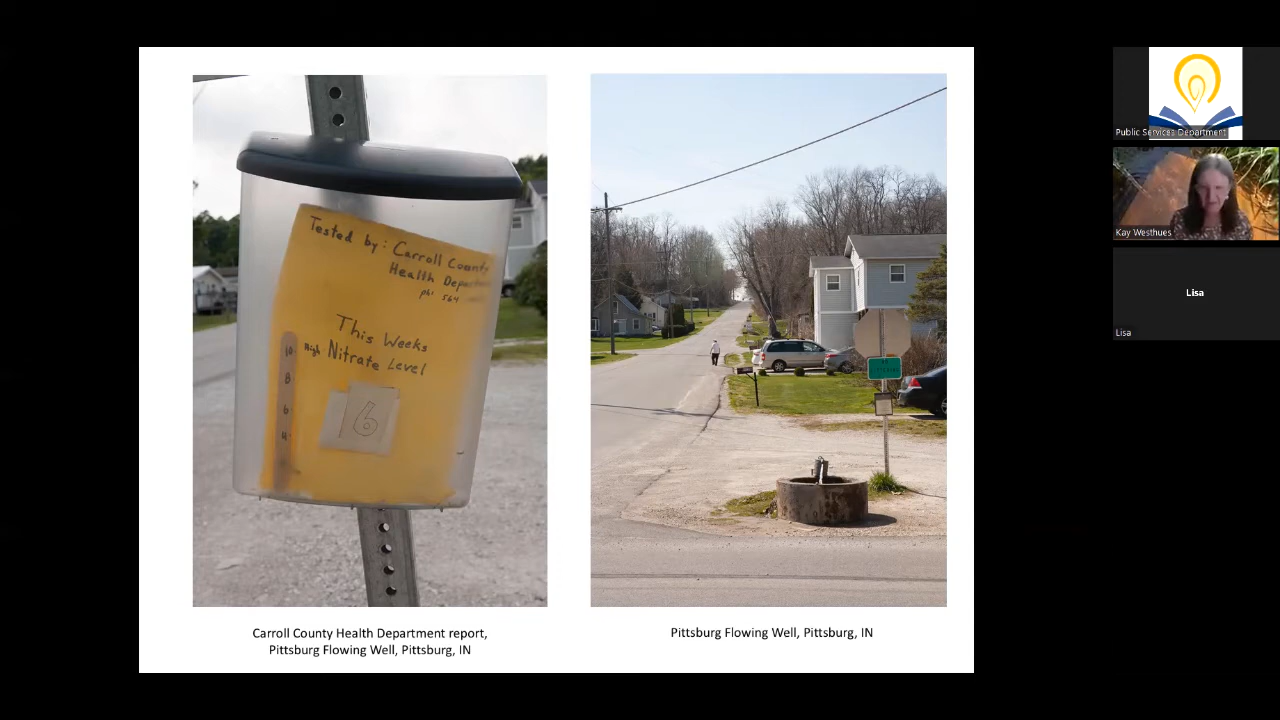 Tested by: Carroll County
Health
ph: 564
This Weeks
High Nitrate Level
10
8
6
4
6
Carroll County Health Department report,
Pittsburg Flowing Well, Pittsburg, IN
Pittsburg Flowing Well, Pittsburg, IN
Public Services Department
Kay Westhues
Lisa
Lisa